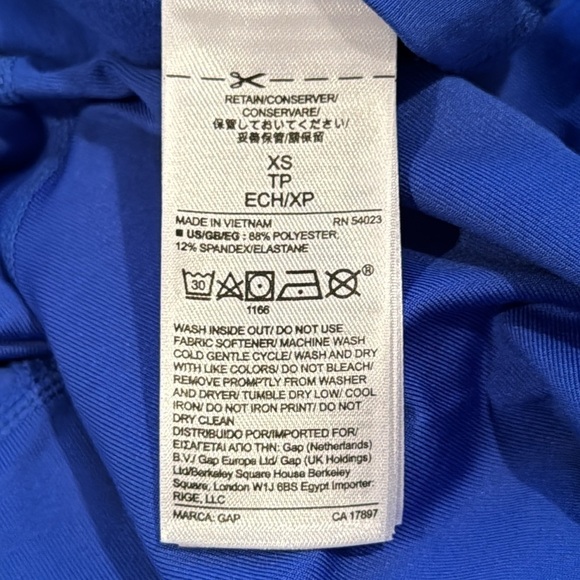 RETAIN/CONSERVER/
CONSERVARE/
保管しておいてください/
妥善保管/請保留
XS
TP
ECH/XP
MADE IN VIETNAM RN 54023
■ US/GB/EG : 88% POLYESTER,
12% SPANDEX/ELASTANE
30
®
1166
WASH INSIDE OUT/ DO NOT USE
FABRIC SOFTENER/ MACHINE WASH
COLD GENTLE CYCLE/ WASH AND DRY
WITH LIKE COLORS/ DO NOT BLEACH/
REMOVE PROMPTLY FROM WASHER
AND DRYER/ TUMBLE DRY LOW/ COOL
IRON/ DO NOT IRON PRINT/ DO NOT
DRY CLEAN
DISTRIBUIDO POR/IMPORTED FOR/
ΕΙΣΑΓΕΤΑΙ ΑΠΟ ΤΗΝ: Gap (Netherlands)
B.V./ Gap Europe Ltd/ Gap (UK Holdings)
Ltd/Berkeley Square House Berkeley
Square, London W1J 6BS Egypt Importer:
RIGE, LLC
MARCA: GAP CA 17897